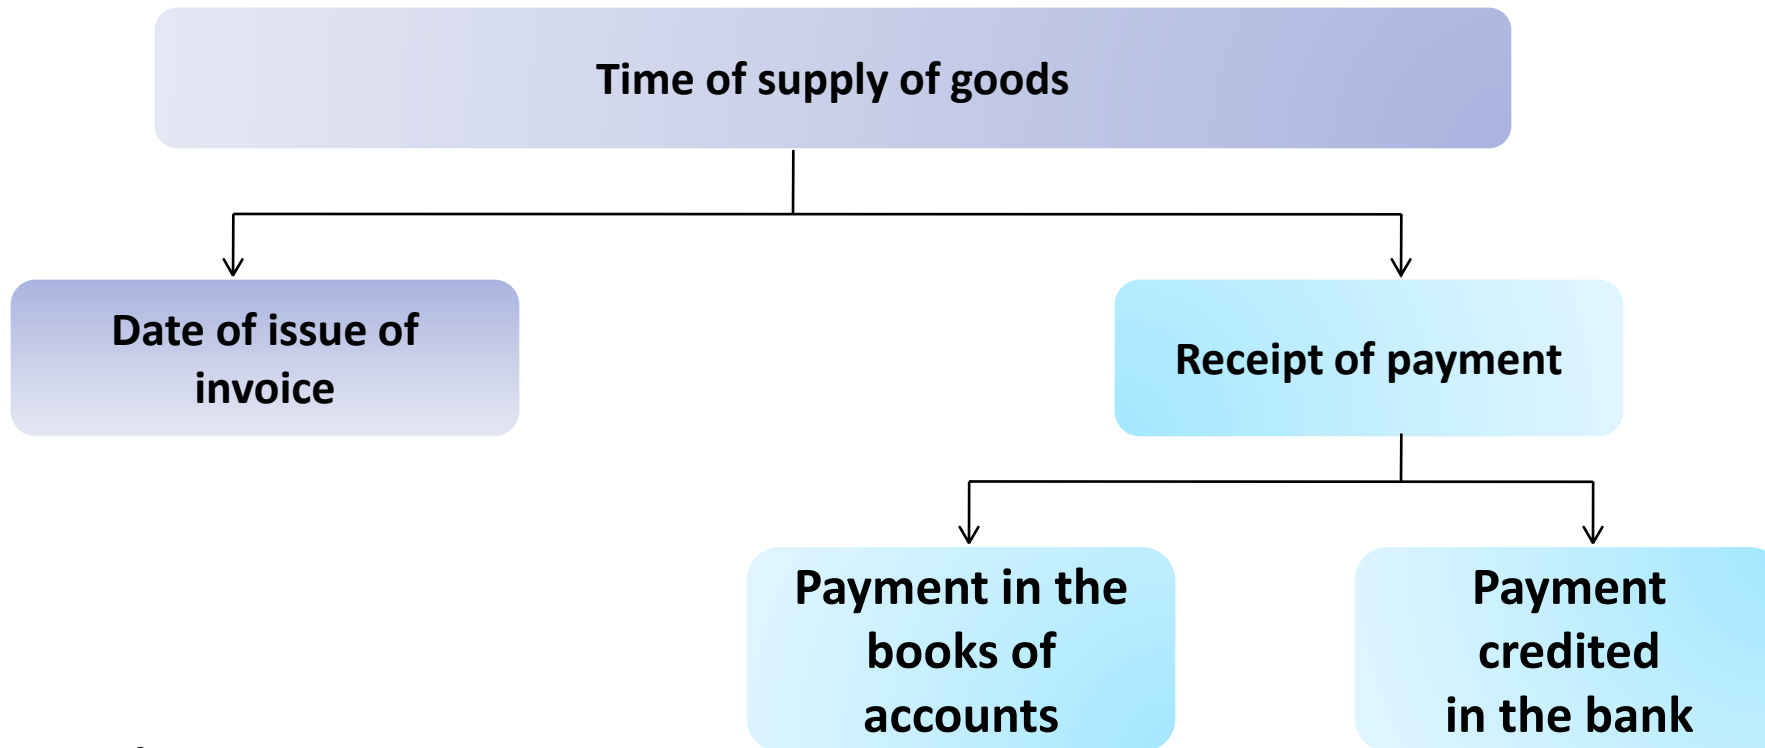 Time of supply of goods
Date of issue of
invoice
Receipt of payment
Payment in the
books of
accounts
Payment
credited
in the bank